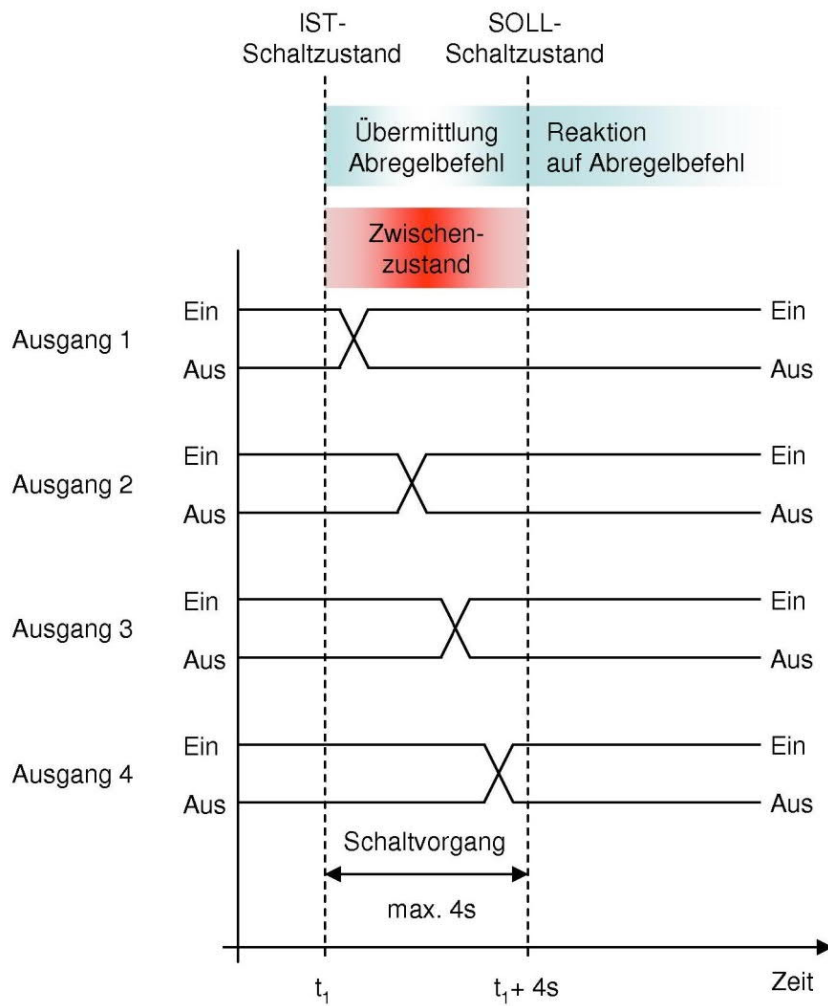 IST-
Schaltzustand
SOLL-
Schaltzustand
Übermittlung
Abregelbefehl
Reaktion
auf Abregelbefehl
Zwischen-
zustand
Ausgang 1
Ein
Aus
Ein
Aus
Ausgang 2
Ein
Aus
Ein
Aus
Ausgang 3
Ein
Aus
Ein
Aus
Ausgang 4
Ein
Aus
Ein
Aus
Schaltvorgang
max. 4s
t₁
t₁+ 4s
Zeit